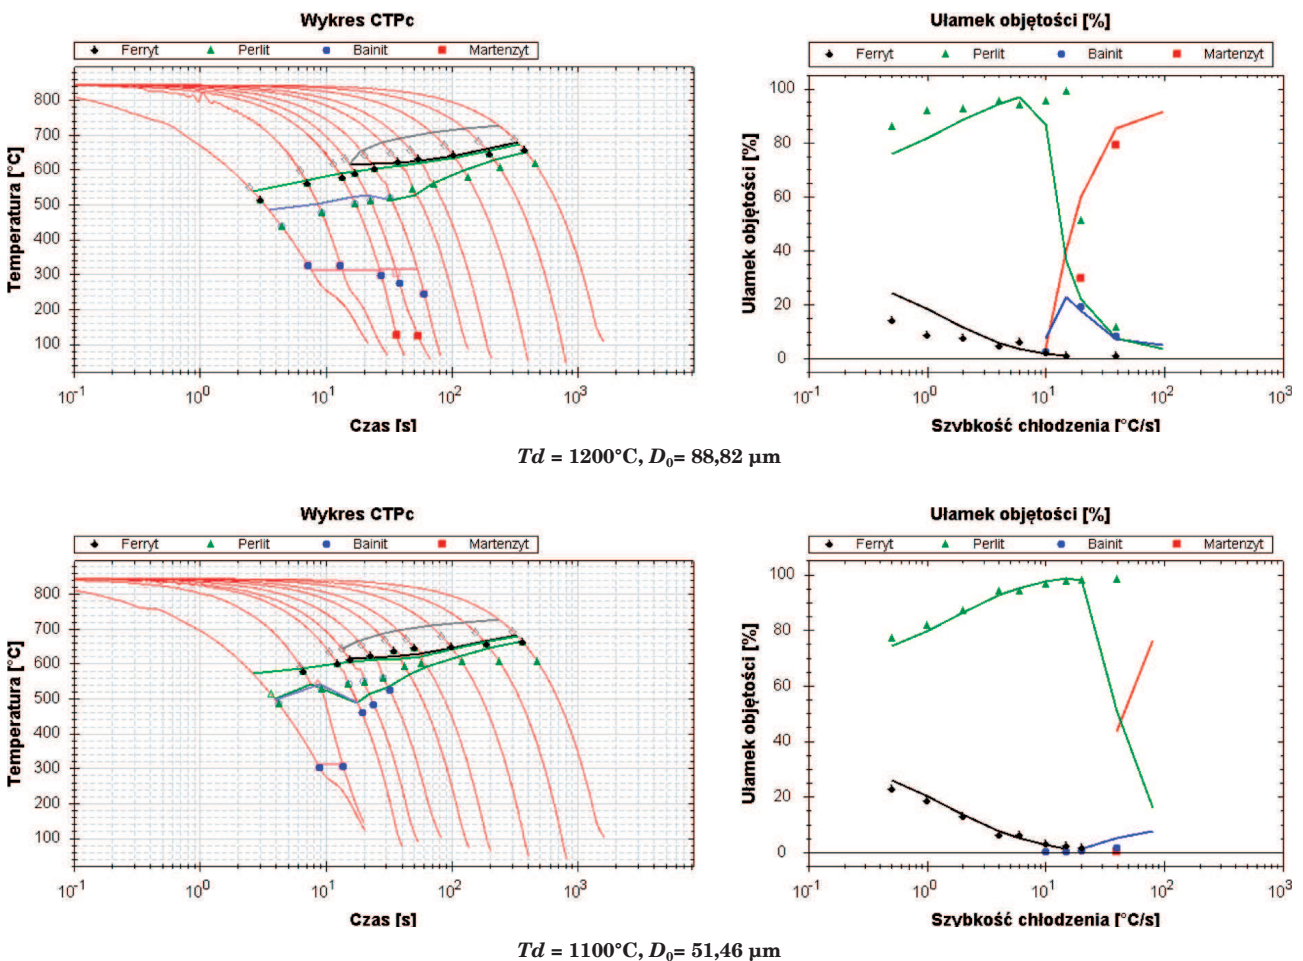 Wykres CTPc
Ferryt Perlit Bainit Martenzyt
Temperatura [°C]
800
700
600
500
400
300
200
100
10-1 100 101 102 103
Czas [s]
Ułamek objętości [%]
Ferryt Perlit Bainit Martenzyt
Ułamek objętości [%]
100
80
60
40
20
0
10-1 100 101 102 103
Szybkość chłodzenia [°C/s]
Td = 1200°C, D0= 88,82 μm
Wykres CTPc
Ferryt Perlit Bainit Martenzyt
Temperatura [°C]
800
700
600
500
400
300
200
100
10-1 100 101 102 103
Czas [s]
Ułamek objętości [%]
Ferryt Perlit Bainit Martenzyt
Ułamek objętości [%]
100
80
60
40
20
0
10-1 100 101 102 103
Szybkość chłodzenia [°C/s]
Td = 1100°C, D0= 51,46 μm